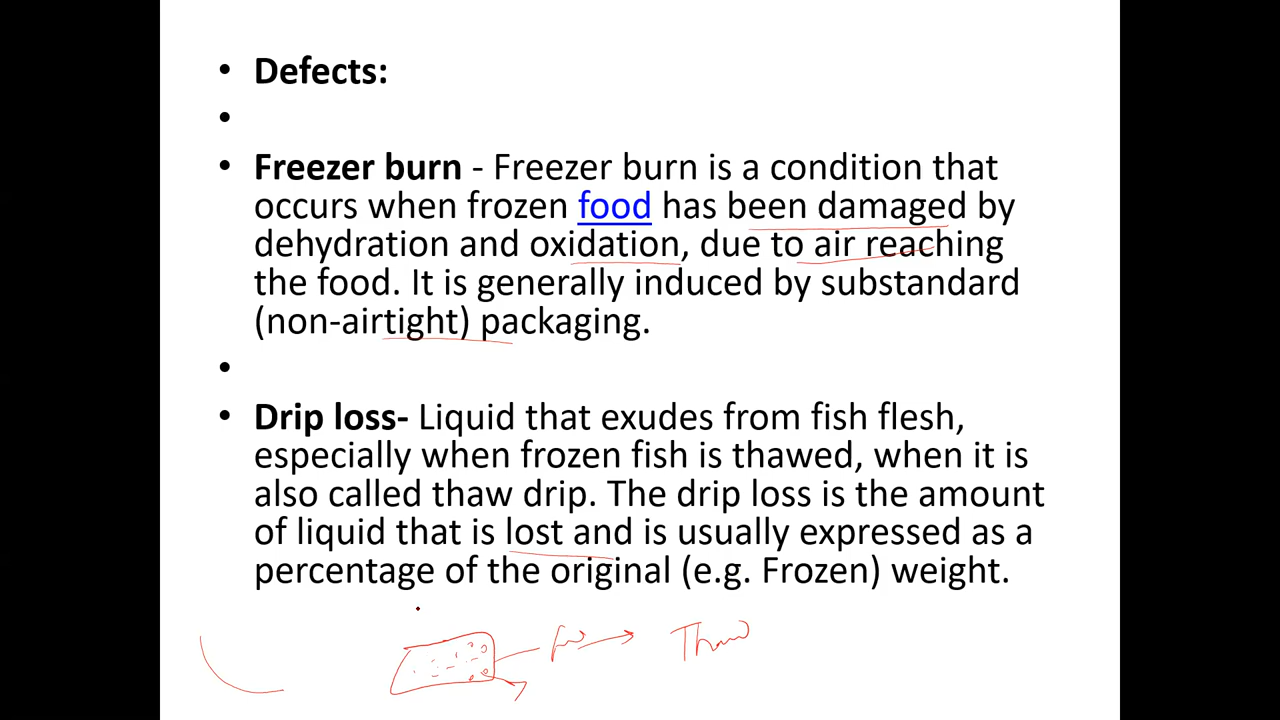 • Defects:
•
• Freezer burn - Freezer burn is a condition that
occurs when frozen food has been damaged by
dehydration and oxidation, due to air reaching
the food. It is generally induced by substandard
(non-airtight) packaging.
•
• Drip loss- Liquid that exudes from fish flesh,
especially when frozen fish is thawed, when it is
also called thaw drip. The drip loss is the amount
of liquid that is lost and is usually expressed as a
percentage of the original (e.g. Frozen) weight.
Thaw